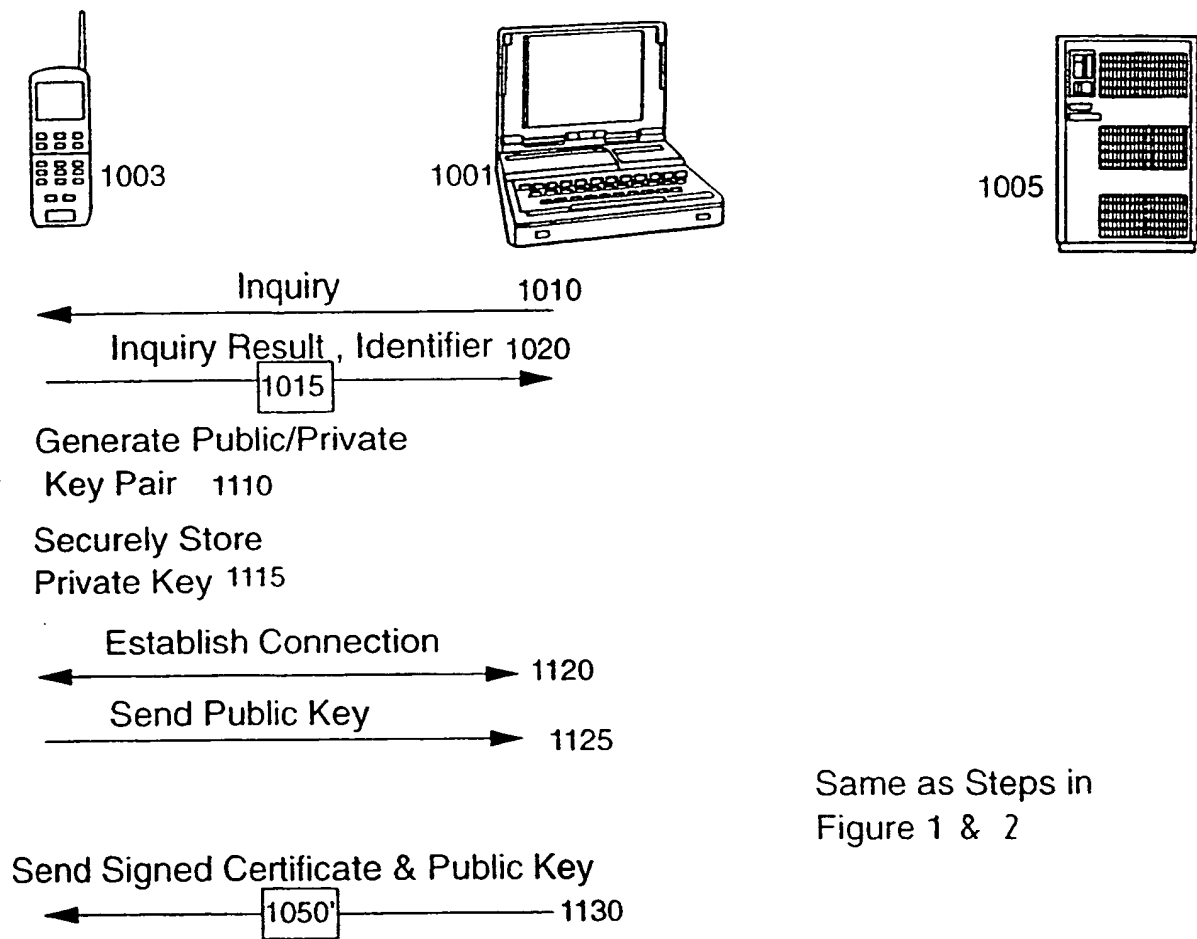 1003
1001
1005
Inquiry 1010
Inquiry Result , Identifier 1020
1015
Generate Public/Private
Key Pair 1110
Securely Store
Private Key 1115
Establish Connection
1120
Send Public Key
1125
Same as Steps in
Figure 1 & 2
Send Signed Certificate & Public Key
1050' 1130